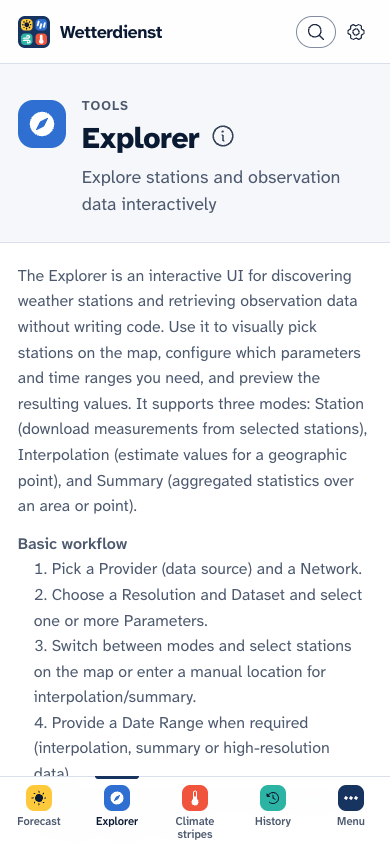 Wetterdienst
TOOLS
Explorer
Explore stations and observation
data interactively
The Explorer is an interactive UI for discovering
weather stations and retrieving observation data
without writing code. Use it to visually pick
stations on the map, configure which parameters
and time ranges you need, and preview the
resulting values. It supports three modes: Station
(download measurements from selected stations),
Interpolation (estimate values for a geographic
point), and Summary (aggregated statistics over
an area or point).
Basic workflow
1. Pick a Provider (data source) and a Network.
2. Choose a Resolution and Dataset and select
one or more Parameters.
3. Switch between modes and select stations
on the map or enter a manual location for
interpolation/summary.
4. Provide a Date Range when required
(interpolation, summary or high-resolution
data)
Forecast
Explorer
Climate
stripes
History
Menu